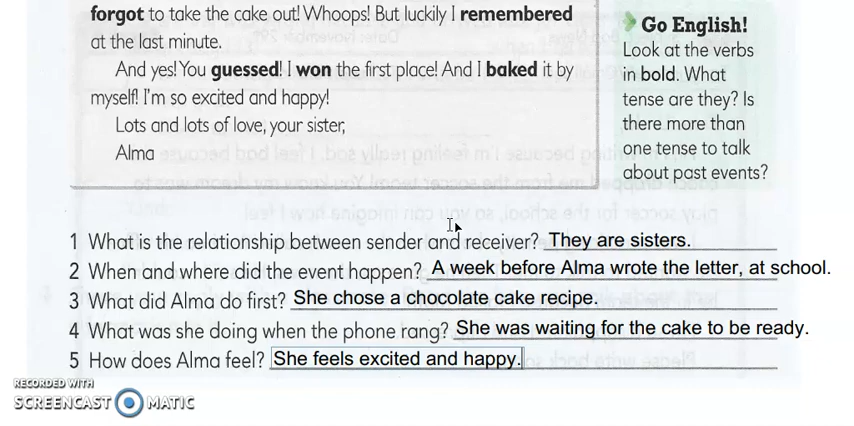 forgot to take the cake out! Whoops! But luckily I remembered
at the last minute.
And yes! You guessed! I won the first place! And I baked it by
myself! I'm so excited and happy!
Lots and lots of love, your sister,
Alma
Go English!
Look at the verbs
in bold. What
tense are they? Is
there more than
one tense to talk
about past events?
1 What is the relationship between sender and receiver? They are sisters.
2 When and where did the event happen? A week before Alma wrote the letter, at school.
3 What did Alma do first? She chose a chocolate cake recipe.
4 What was she doing when the phone rang? She was waiting for the cake to be ready.
5 How does Alma feel? She feels excited and happy.
RECORDED WITH
SCREENCAST MATIC